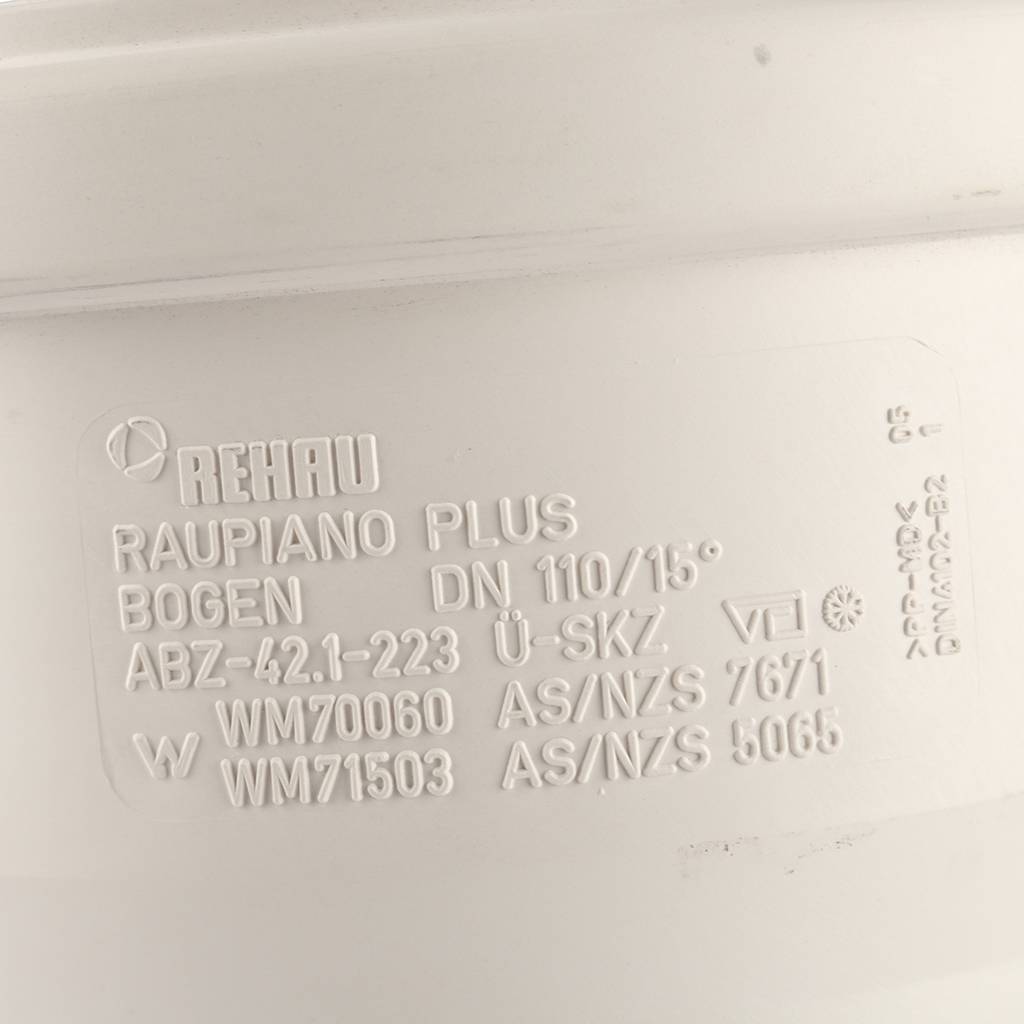 REHAU
RAUPIANO PLUS
BOGEN DN 110/15°
ABZ-42.1-223 Ü-SKZ
WM70060 AS/NZS 7671
WM71503 AS/NZS 5065
>PP-MD< 05
DIN4102-B2 1